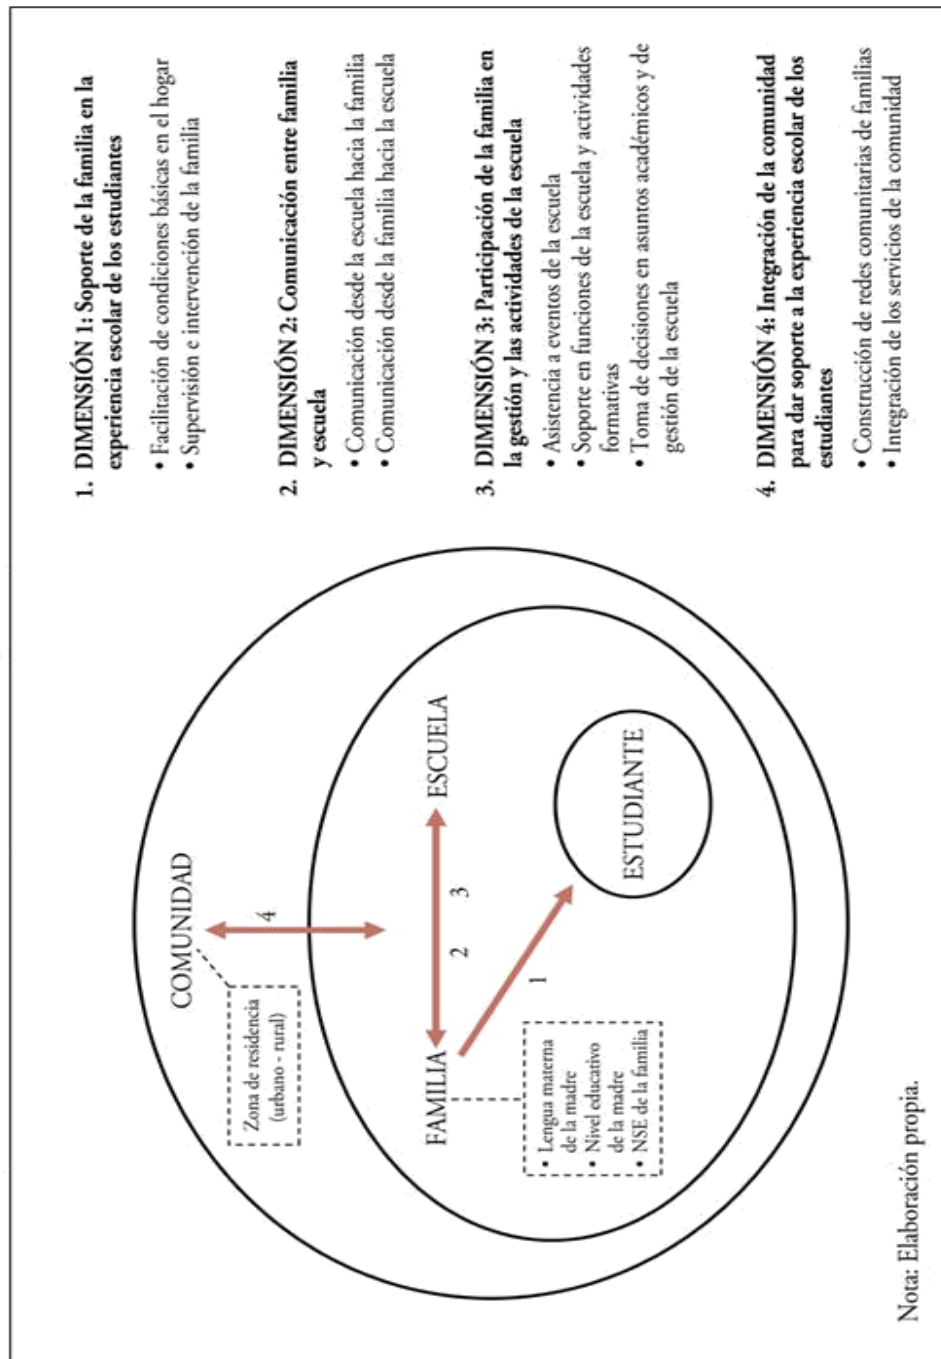 COMUNIDAD
Zona de residencia
(urbano - rural)
4
FAMILIA
ESCUELA
2
3
1
• Lengua materna
de la madre
• Nivel educativo
de la madre
• NSE de la familia
ESTUDIANTE
1. DIMENSIÓN 1: Soporte de la familia en la
experiencia escolar de los estudiantes
• Facilitación de condiciones básicas en el hogar
• Supervisión e intervención de la familia
2. DIMENSIÓN 2: Comunicación entre familia
y escuela
• Comunicación desde la escuela hacia la familia
• Comunicación desde la familia hacia la escuela
3. DIMENSIÓN 3: Participación de la familia en
la gestión y las actividades de la escuela
• Asistencia a eventos de la escuela
• Soporte en funciones de la escuela y actividades
formativas
• Toma de decisiones en asuntos académicos y de
gestión de la escuela
4. DIMENSIÓN 4: Integración de la comunidad
para dar soporte a la experiencia escolar de los
estudiantes
• Construcción de redes comunitarias de familias
• Integración de los servicios de la comunidad
Nota: Elaboración propia.